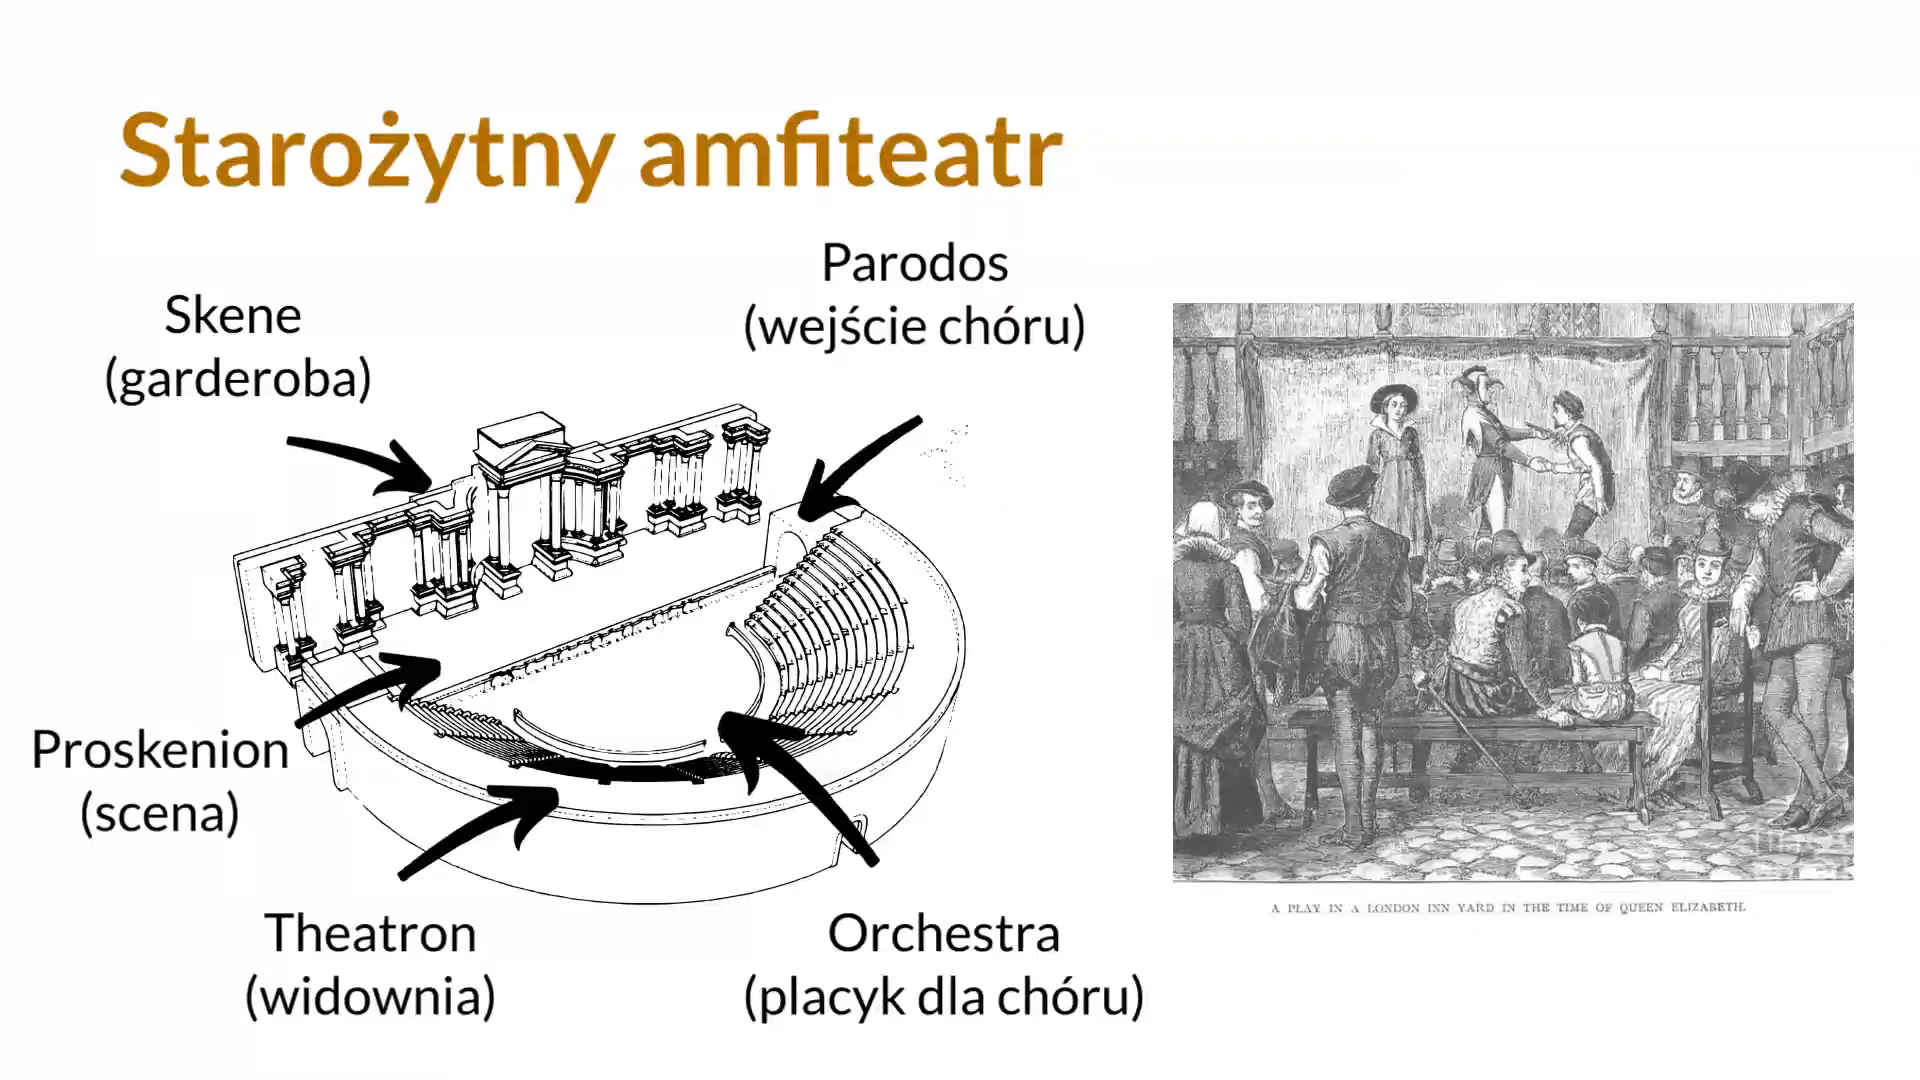 Starożytny amfiteatr
Parodos
(wejście chóru)
Skene
(garderoba)
Proskenion
(scena)
Theatron
(widownia)
Orchestra
(placyk dla chóru)
A PLAY IN A LONDON INN YARD IN THE TIME OF QUEEN ELIZABETH.